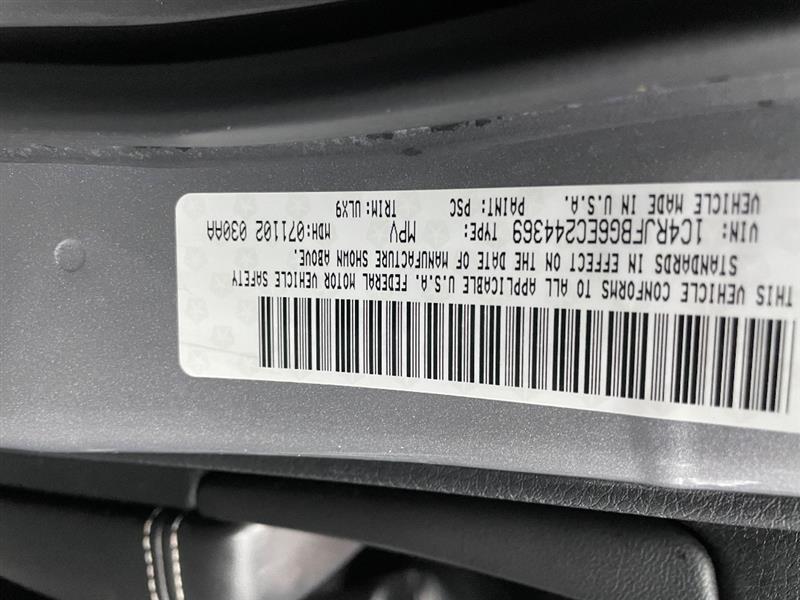 THIS VEHICLE CONFORMS TO ALL APPLICABLE U.S.A. FEDERAL MOTOR VEHICLE SAFETY
STANDARDS IN EFFECT ON THE DATE OF MANUFACTURE SHOWN ABOVE.
VIN: 1C4RJFBG6EC244369 TYPE: MPV MDH:071102 030AA
VEHICLE MADE IN U.S.A. PAINT: PSC TRIM:ULX9